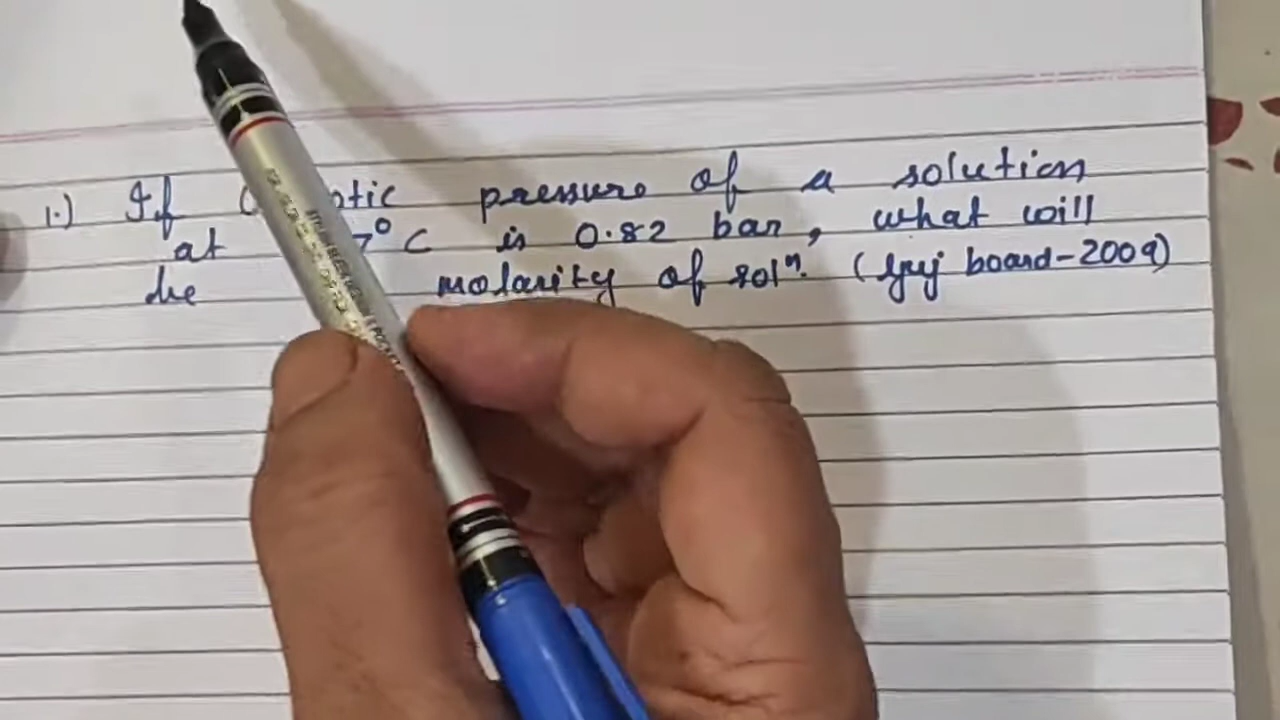 1.) If pressure of a solution
at 7°C is 0.82 bar, what will
be molarity of solⁿ. (Guj board-2009)